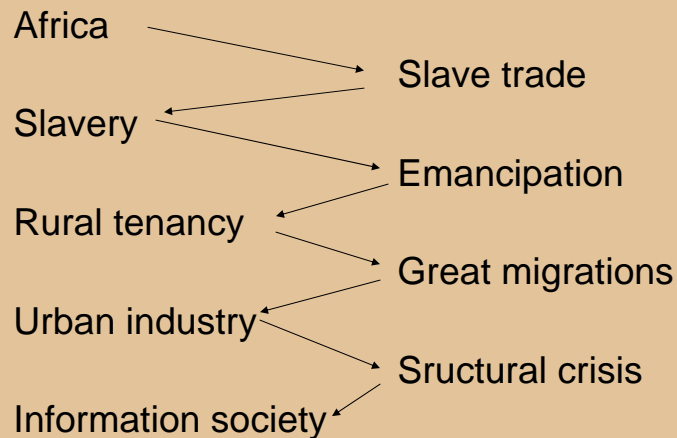 Africa
Slave trade
Slavery
Emancipation
Rural tenancy
Great migrations
Urban industry
Sructural crisis
Information society